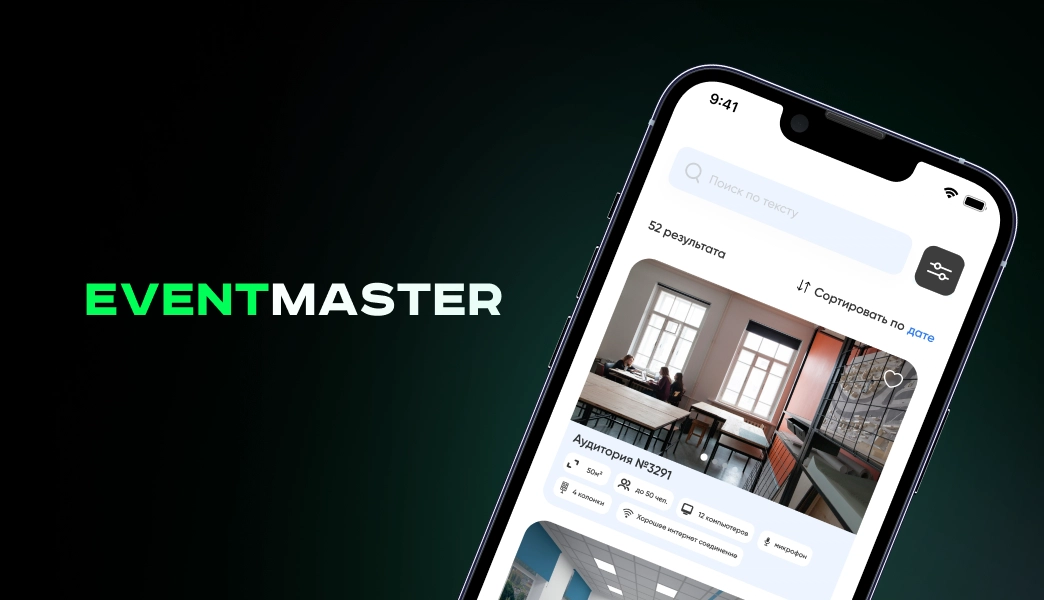 EVENTMASTER
9:41
Поиск по тексту
52 результата
Сортировать по дате
Аудитория №3291
50м²
до 50 чел.
12 компьютеров
микрофон
4 колонки
Хорошее интернет соединение